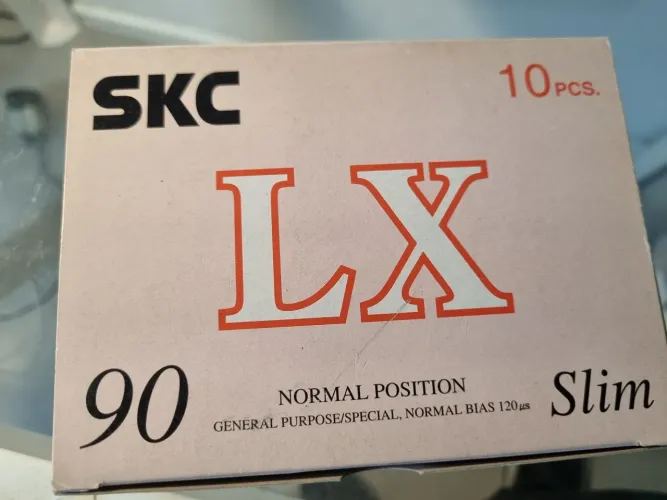 SKC
10 PCS.
LX
90
NORMAL POSITION
GENERAL PURPOSE/SPECIAL, NORMAL BIAS 120μs
Slim